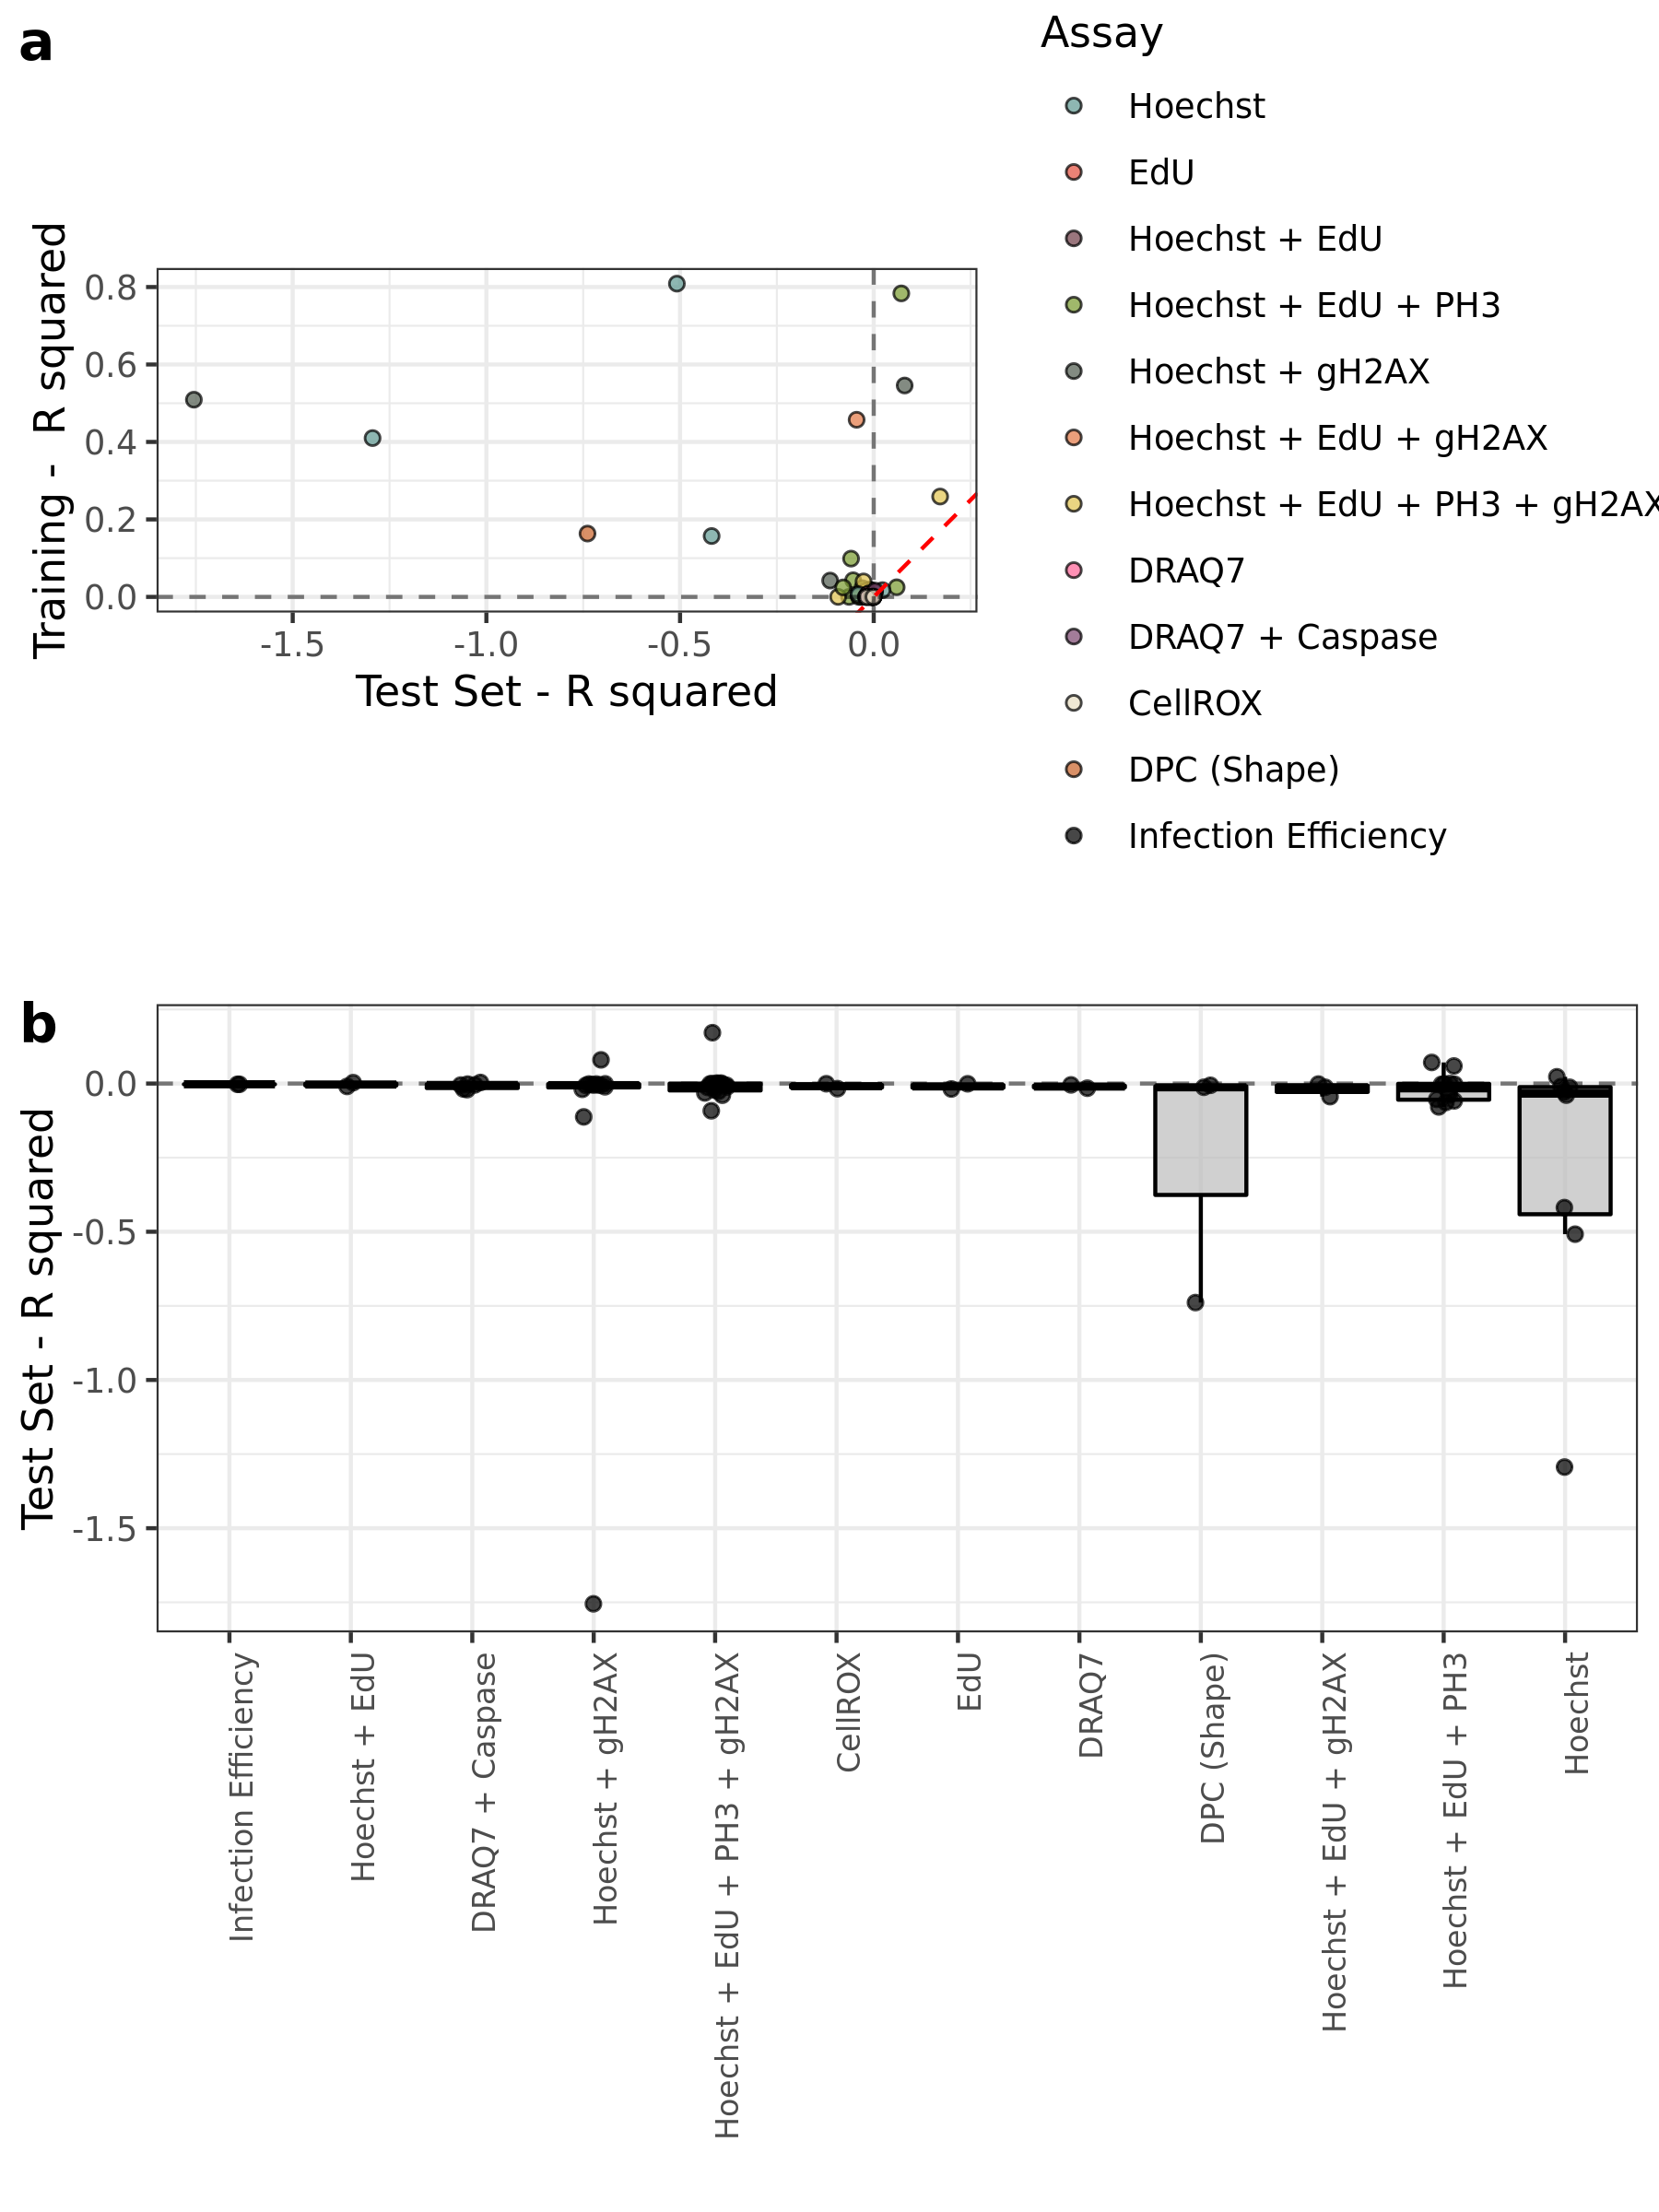 a
Assay
Hoechst
EdU
Hoechst + EdU
Hoechst + EdU + PH3
Hoechst + gH2AX
Hoechst + EdU + gH2AX
Hoechst + EdU + PH3 + gH2AX
DRAQ7
DRAQ7 + Caspase
CellROX
DPC (Shape)
Infection Efficiency
Training - R squared
0.8
0.6
0.4
0.2
0.0
-1.5 -1.0 -0.5 0.0
Test Set - R squared
b
Test Set - R squared
0.0
-0.5
-1.0
-1.5
Infection Efficiency
Hoechst + EdU
DRAQ7 + Caspase
Hoechst + gH2AX
Hoechst + EdU + PH3 + gH2AX
CellROX
EdU
DRAQ7
DPC (Shape)
Hoechst + EdU + gH2AX
Hoechst + EdU + PH3
Hoechst